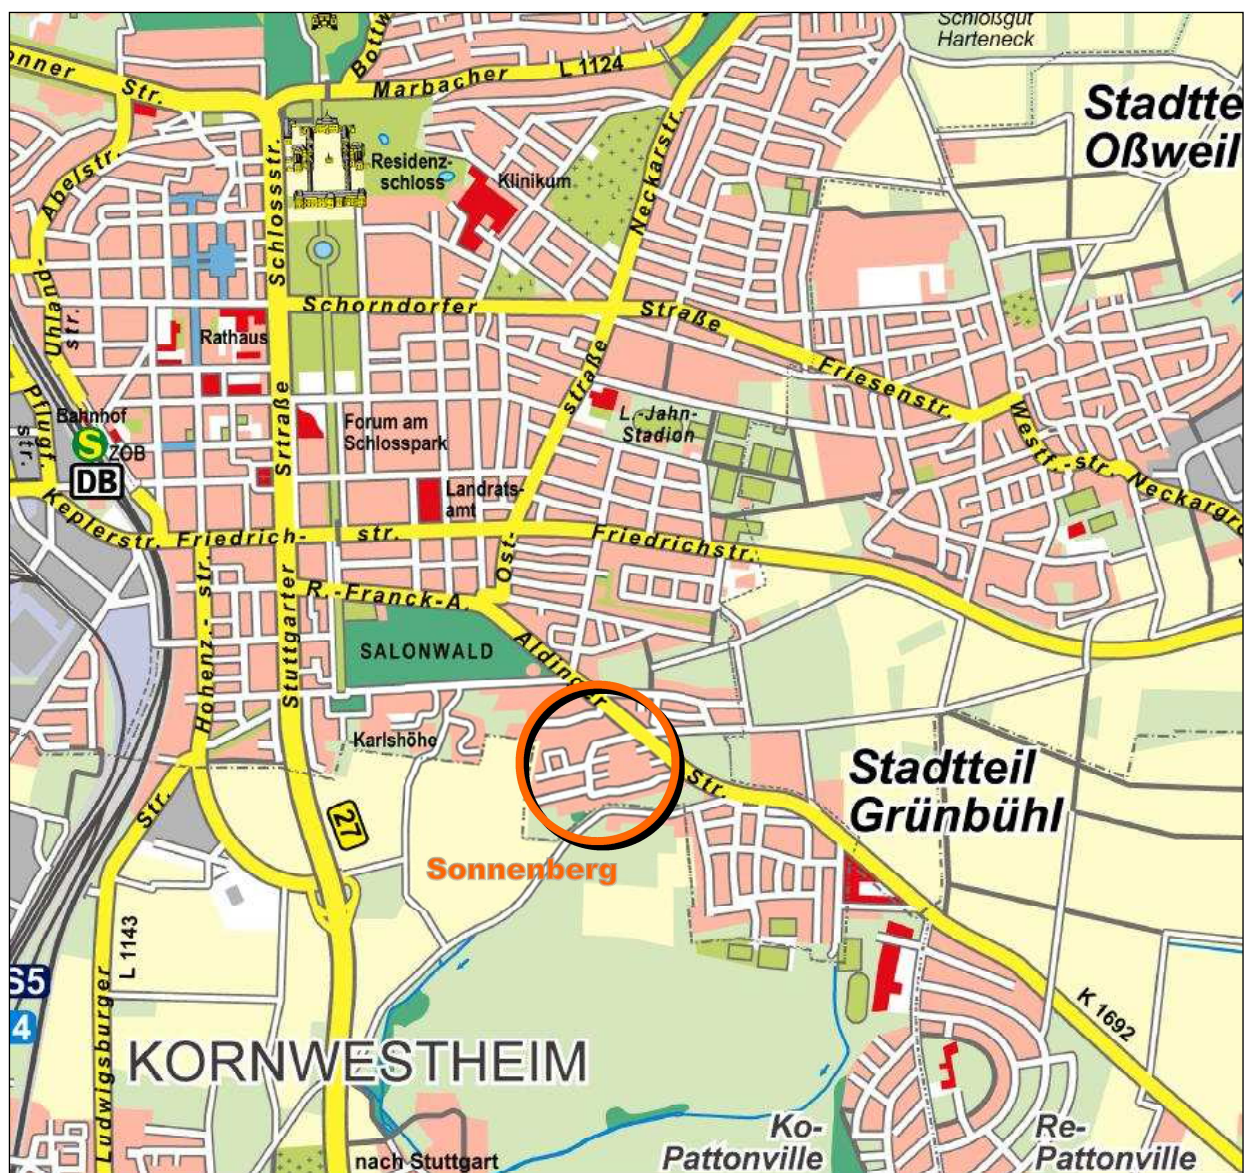 Schloßgut
Harteneck
onner
Str.
Bottw
Marbacher
L 1124
Stadtte
Oßweil
Abelstr.
Schlossstr.
Residenz-
schloss
Klinikum
Neckarstr.
Uhland-
str.
Schorndorfer
Straße
Rathaus
Friesenstr.
Pflugf.
str.
Bahnhof
S
ZOB
DB
Srtraße
Forum am
Schlosspark
straße
L.-Jahn-
Stadion
Westf.-str.
Neckargrö
Landrats-
amt
Keplerstr.
Friedrich-
str.
Ost-
Friedrichstr.
Hohenz.-str.
Stuttgarter
R.-Franck-A.
SALONWALD
Aldinger
Str.
Karlshöhe
Stadtteil
Grünbühl
27
Sonnenberg
Str.
L 1143
Ludwigsburger
S5
4
K 1692
KORNWESTHEIM
Ko-
Pattonville
Re-
Pattonville
nach Stuttgart